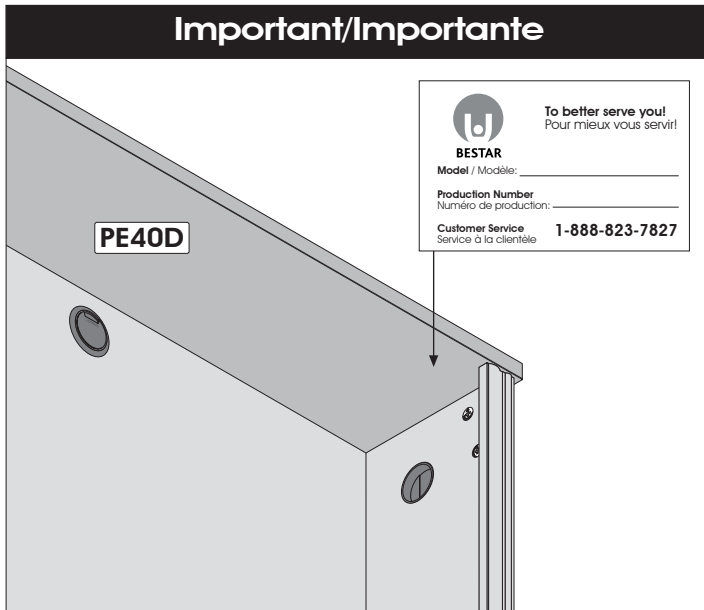 Important/Importante
To better serve you!
Pour mieux vous servir!
BESTAR
Model / Modèle:
Production Number
Numéro de production:
Customer Service
Service à la clientèle
1-888-823-7827
PE40D